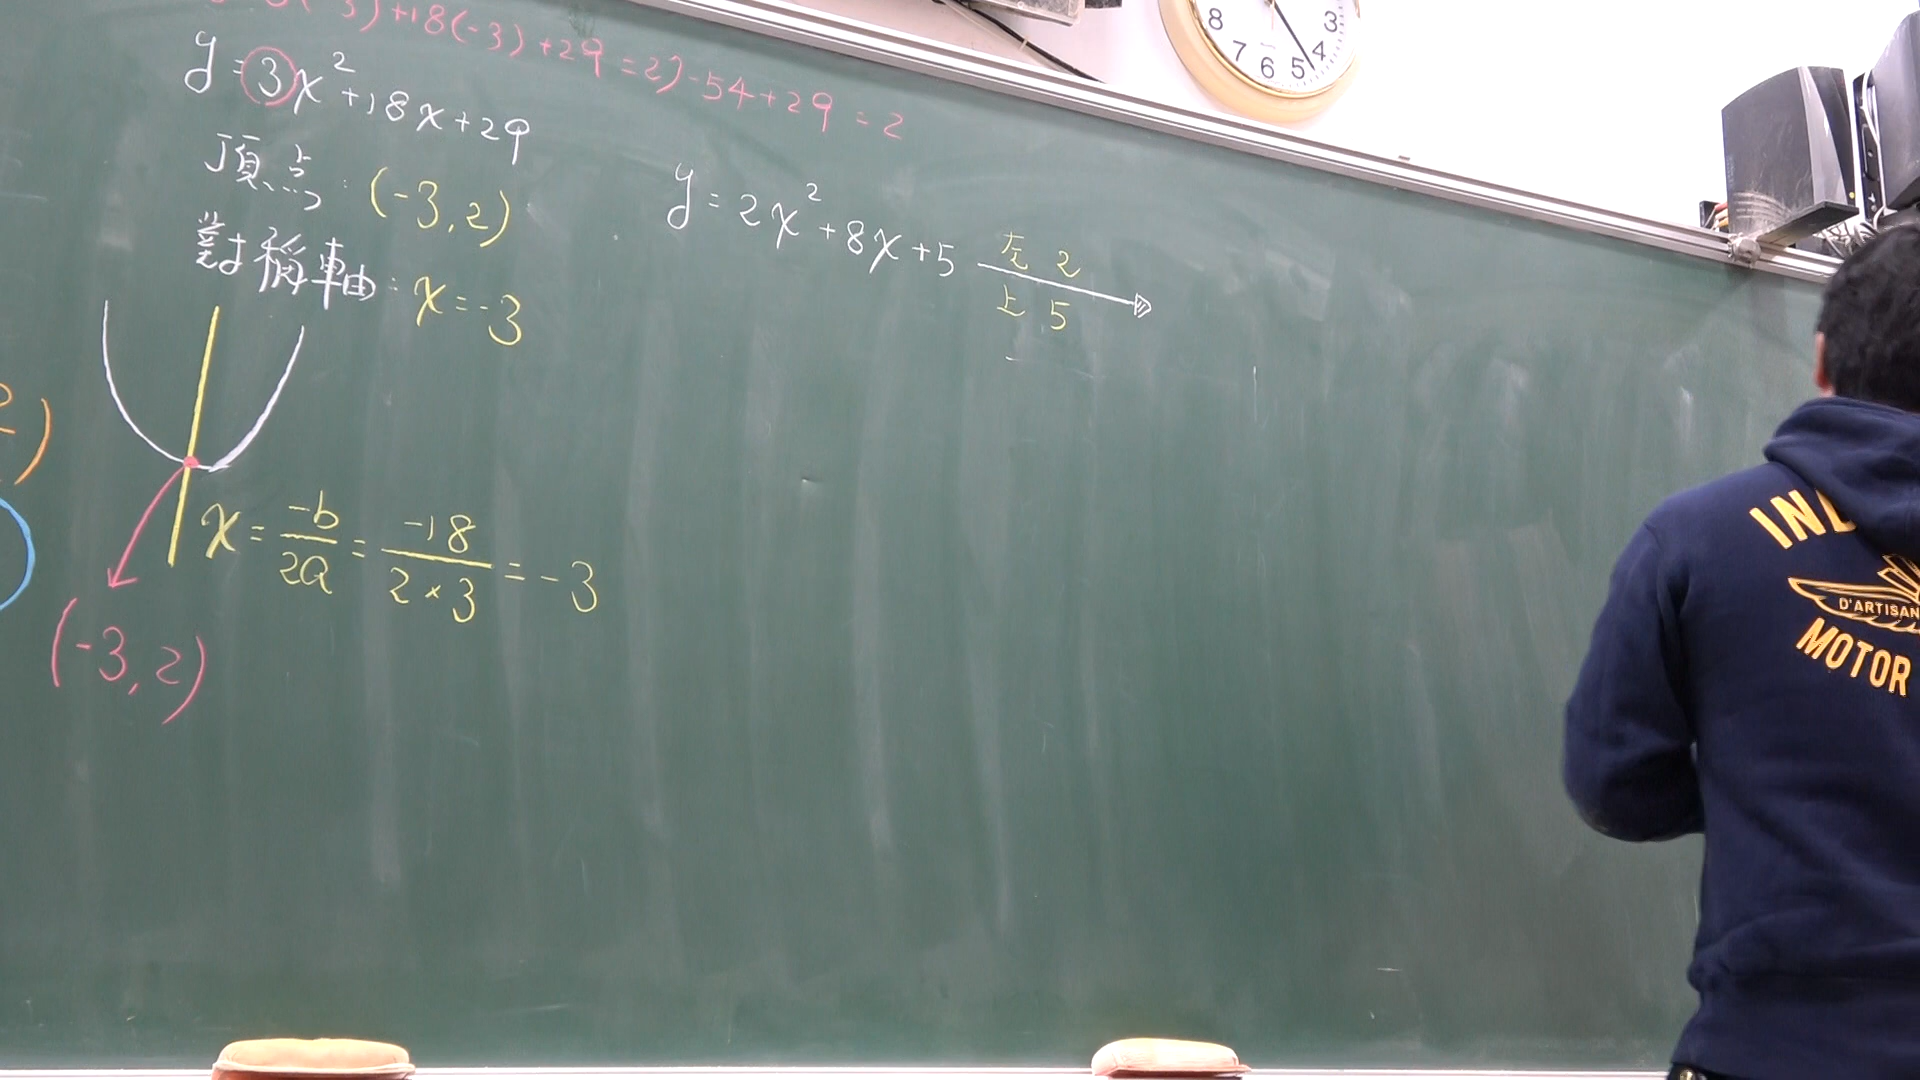 3)+18(-3)+29=27-54+29=2
y=3x²+18x+29
頂点:(-3,2)
對稱軸:x=-3
x=-b/2a=-18/2×3=-3
(-3,2)
y=2x²+8x+5
左 2
上 5
8 7 6 5 4 3
D'ARTISAN
MOTOR